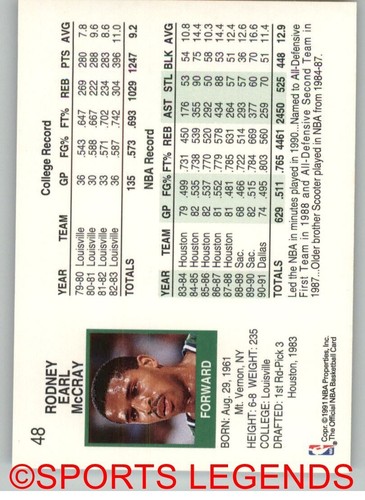 48
RODNEY
EARL
McCRAY
FORWARD
BORN: Aug. 29, 1961
Mt. Vernon, NY
HEIGHT: 6-8 WEIGHT: 235
COLLEGE: Louisville
DRAFTED: 1st Rd-Pick 3
Houston, 1983
Copr. © 1991 NBA Properties, Inc.
The Official NBA Basketball Card
College Record
YEAR TEAM GP FG% FT% REB PTS AVG
79-80 Louisville 36 .543 .647 269 280 7.8
80-81 Louisville 30 .588 .667 222 280 9.3
81-82 Louisville 33 .571 .702 234 291 8.8
82-83 Louisville 36 .587 .742 304 396 11.0
TOTALS 135 .573 .693 1029 1247 9.2
NBA Record
YEAR TEAM GP FG% FT% REB AST STL BLK AVG
83-84 Houston 79 .499 .731 450 176 53 54 10.8
84-85 Houston 82 .535 .738 539 355 90 75 14.4
85-86 Houston 82 .537 .770 520 292 50 58 10.3
86-87 Houston 81 .552 .779 578 434 88 53 14.4
87-88 Houston 81 .481 .785 631 264 57 51 12.4
88-89 Sac. 68 .466 .722 514 293 57 36 12.6
89-90 Sac. 82 .515 .784 669 377 60 70 16.6
90-91 Dallas 74 .495 .803 560 259 70 51 11.4
TOTALS 629 .511 .765 4461 2450 525 448 12.9
Led the NBA in minutes played in 1990...Named to All-Defensive
First Team in 1988 and All-Defensive Second Team in
1987...Older brother Scooter played in NBA from 1984-87.
©SPORTS LEGENDS